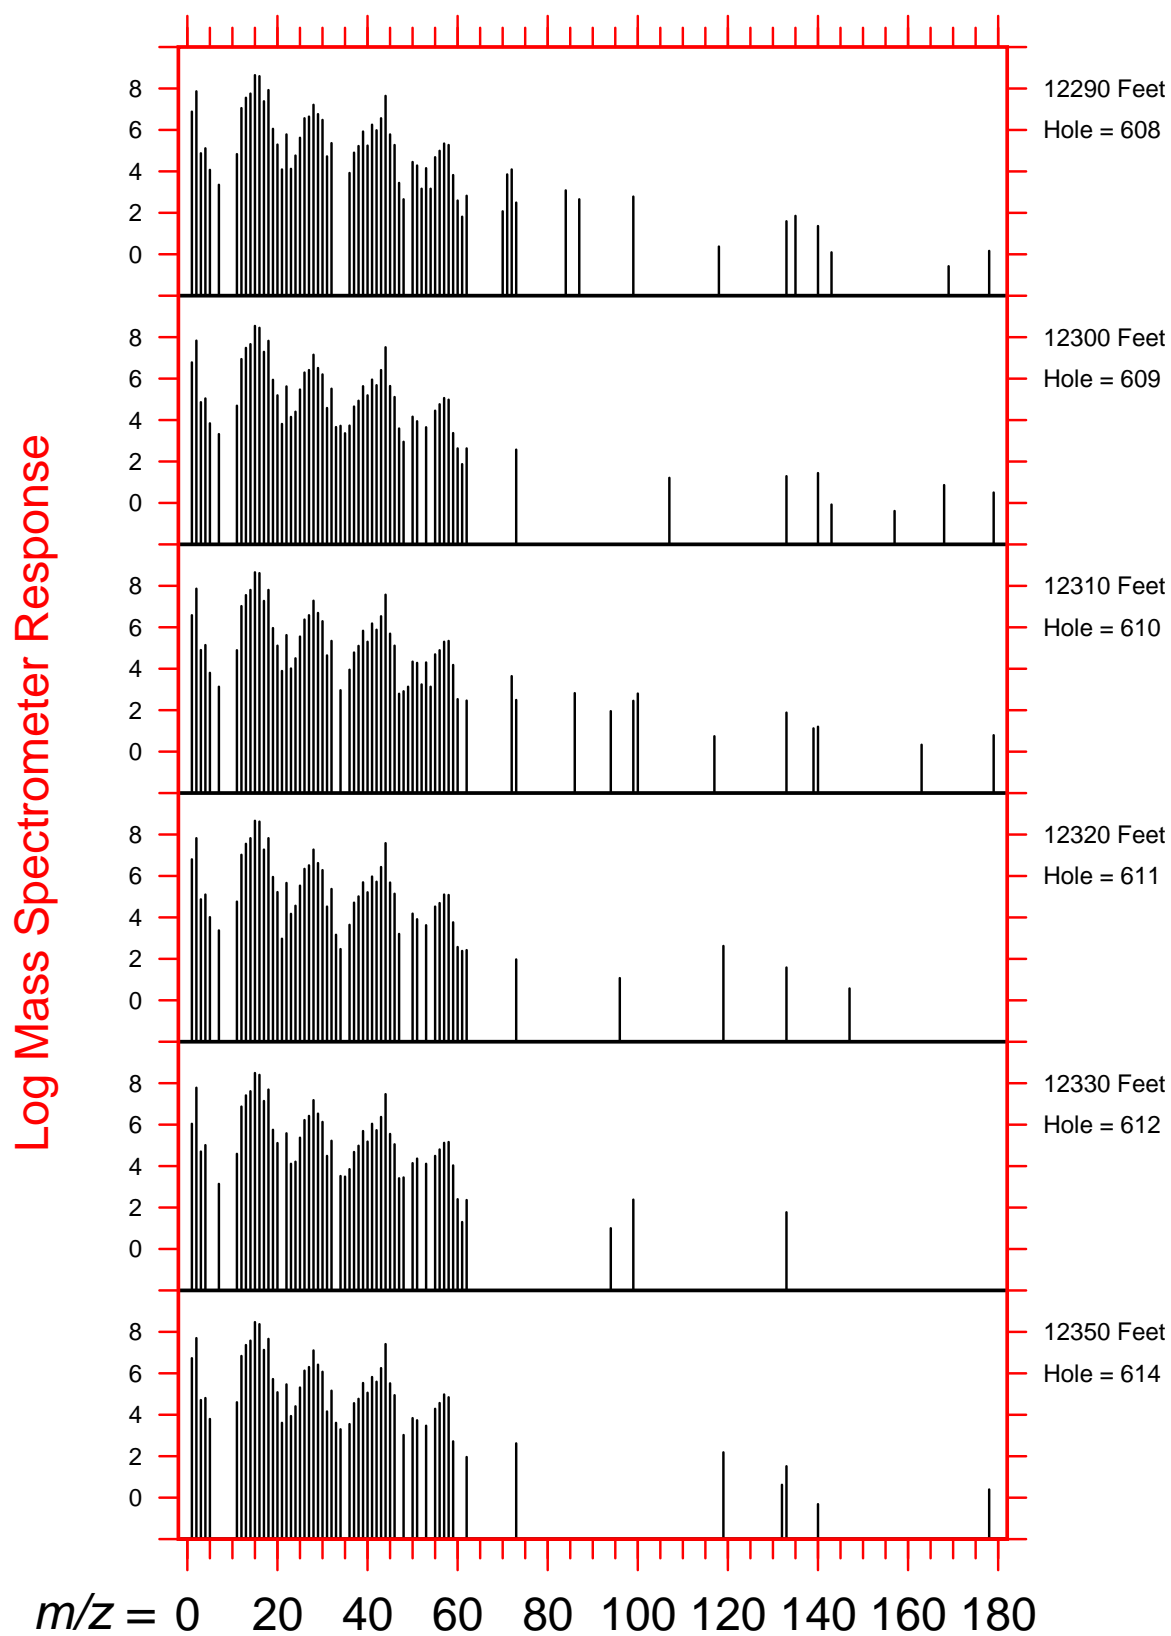 Log Mass Spectrometer Response
8
6
4
2
0
12290 Feet
Hole = 608
8
6
4
2
0
12300 Feet
Hole = 609
8
6
4
2
0
12310 Feet
Hole = 610
8
6
4
2
0
12320 Feet
Hole = 611
8
6
4
2
0
12330 Feet
Hole = 612
8
6
4
2
0
12350 Feet
Hole = 614
m/z = 0 20 40 60 80 100 120 140 160 180